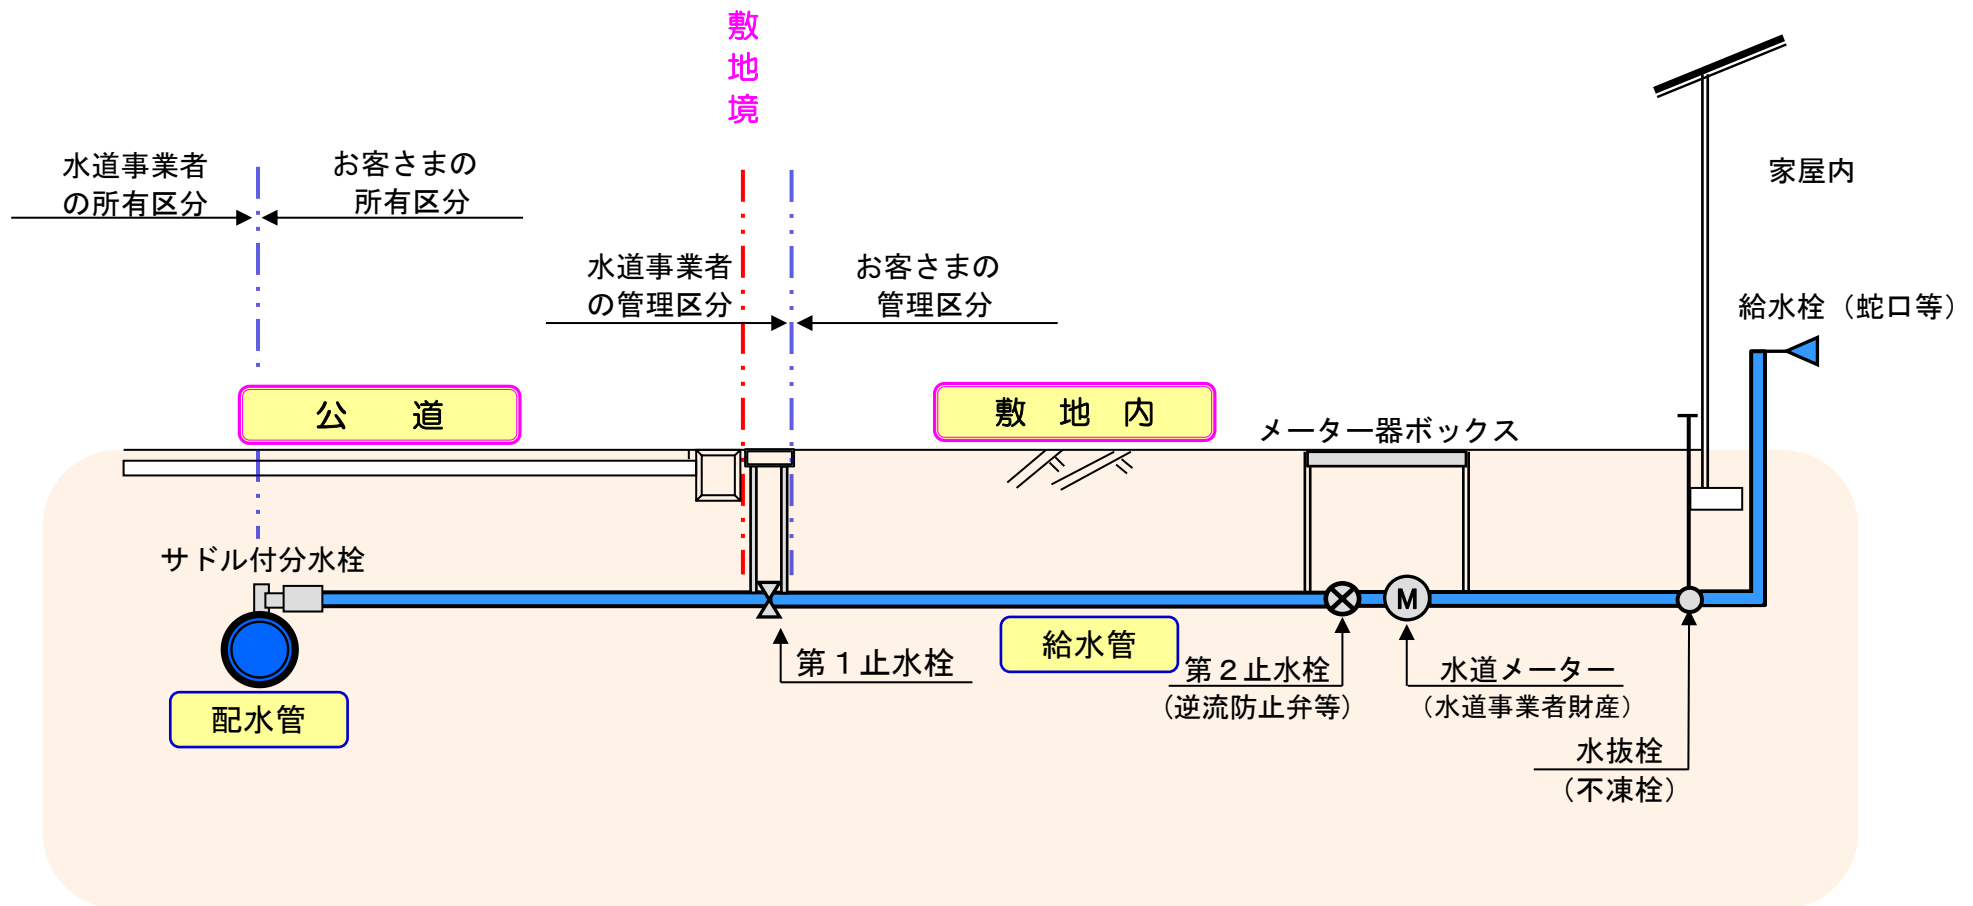 敷地境
水道事業者
の所有区分
お客さまの
所有区分
家屋内
水道事業者
の管理区分
お客さまの
管理区分
給水栓（蛇口等）
公　道
敷地内
メーター器ボックス
サドル付分水栓
M
給水管
第１止水栓
第２止水栓
（逆流防止弁等）
水道メーター
（水道事業者財産）
配水管
水抜栓
（不凍栓）